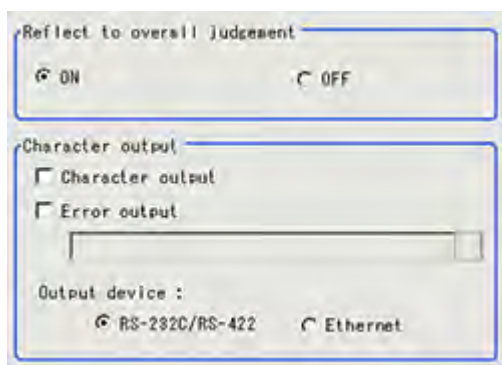 Reflect to overall judgement
ON OFF
Character output
Character output
Error output
Output device :
RS-232C/RS-422 Ethernet